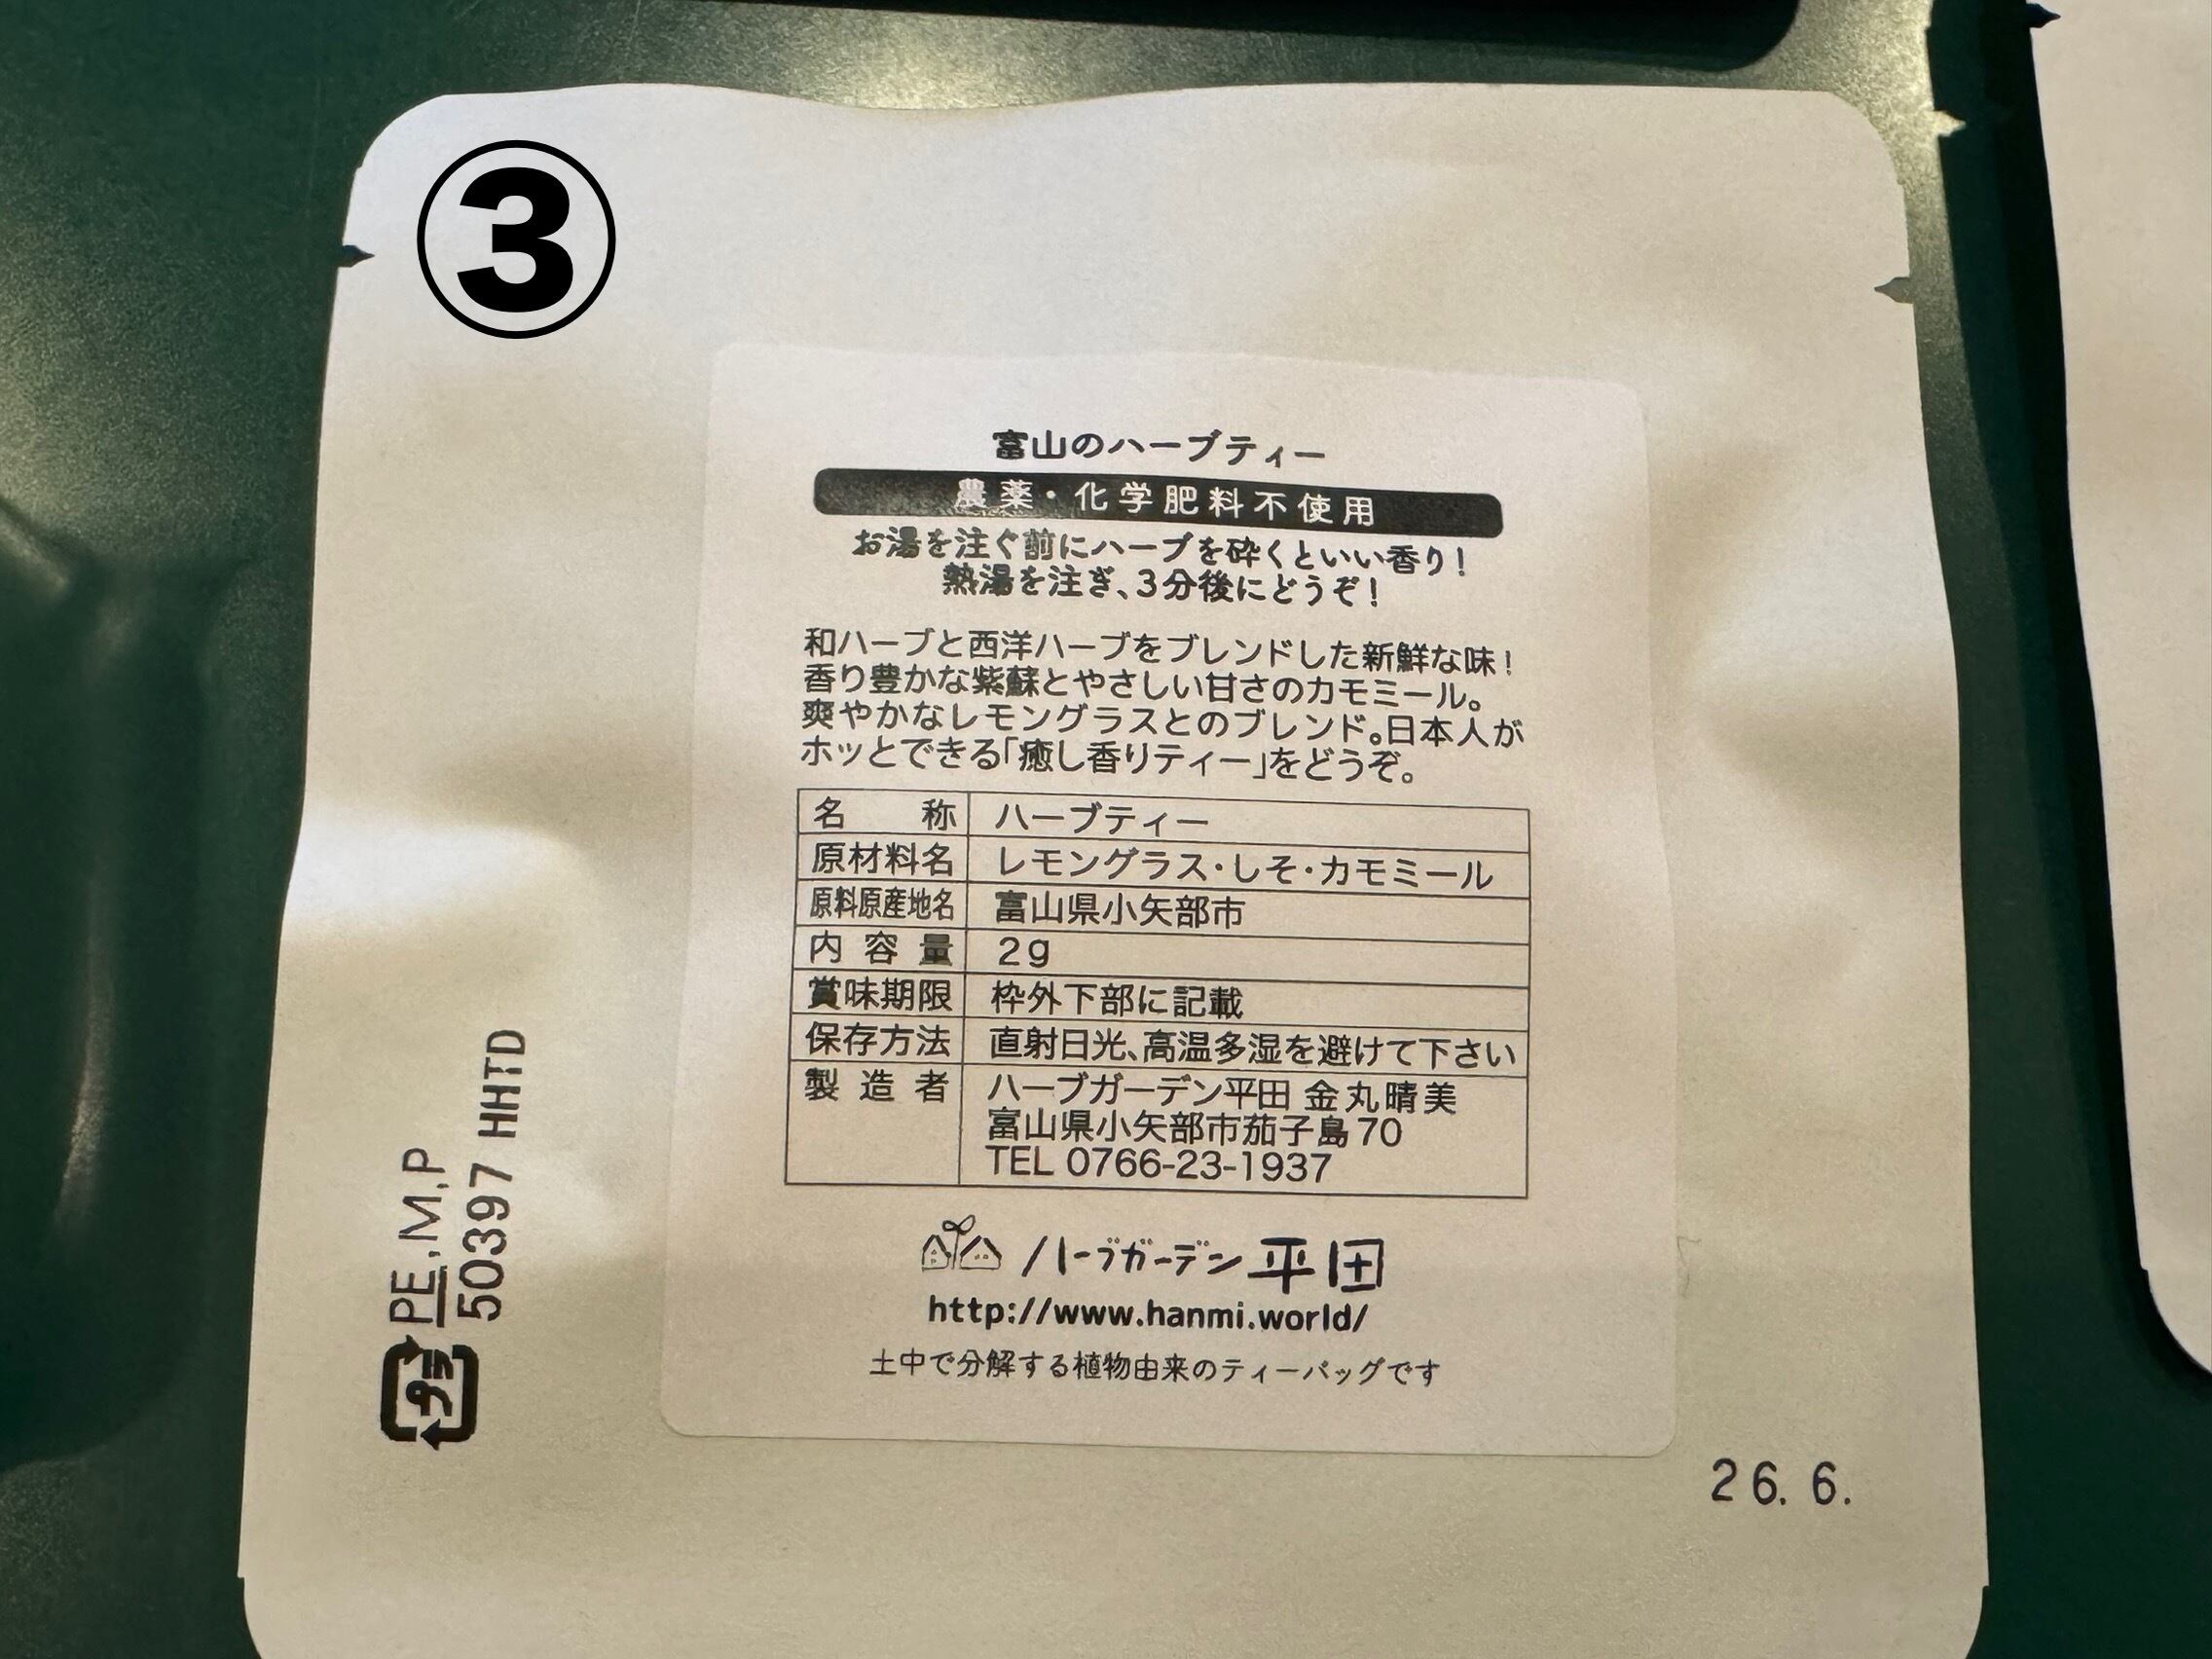 ③
富山のハーブティー
農薬・化学肥料不使用
お湯を注ぐ前にハーブを砕くといい香り!
熱湯を注ぎ、3分後にどうぞ!
和ハーブと西洋ハーブをブレンドした新鮮な味!
香り豊かな紫蘇とやさしい甘さのカモミール。
爽やかなレモングラスとのブレンド。日本人が
ホッとできる「癒し香りティー」をどうぞ。
名 称 ハーブティー
原材料名 レモングラス・しそ・カモミール
原料原産地名 富山県小矢部市
内容量 2g
賞味期限 枠外下部に記載
保存方法 直射日光、高温多湿を避けて下さい
製造者 ハーブガーデン平田 金丸晴美
富山県小矢部市茄子島70
TEL 0766-23-1937
ハーブガーデン平田
http://www.hanmi.world/
土中で分解する植物由来のティーバッグです
プラ
PE,M,P
50397 HHTD
26. 6.